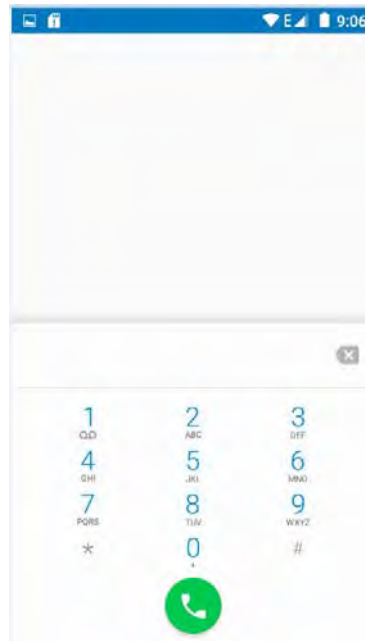 E 9:06
1 2 3
ABC DEF
4 5 6
GHI JKL MNO
7 8 9
PQRS TUV WXYZ
* 0 #
+